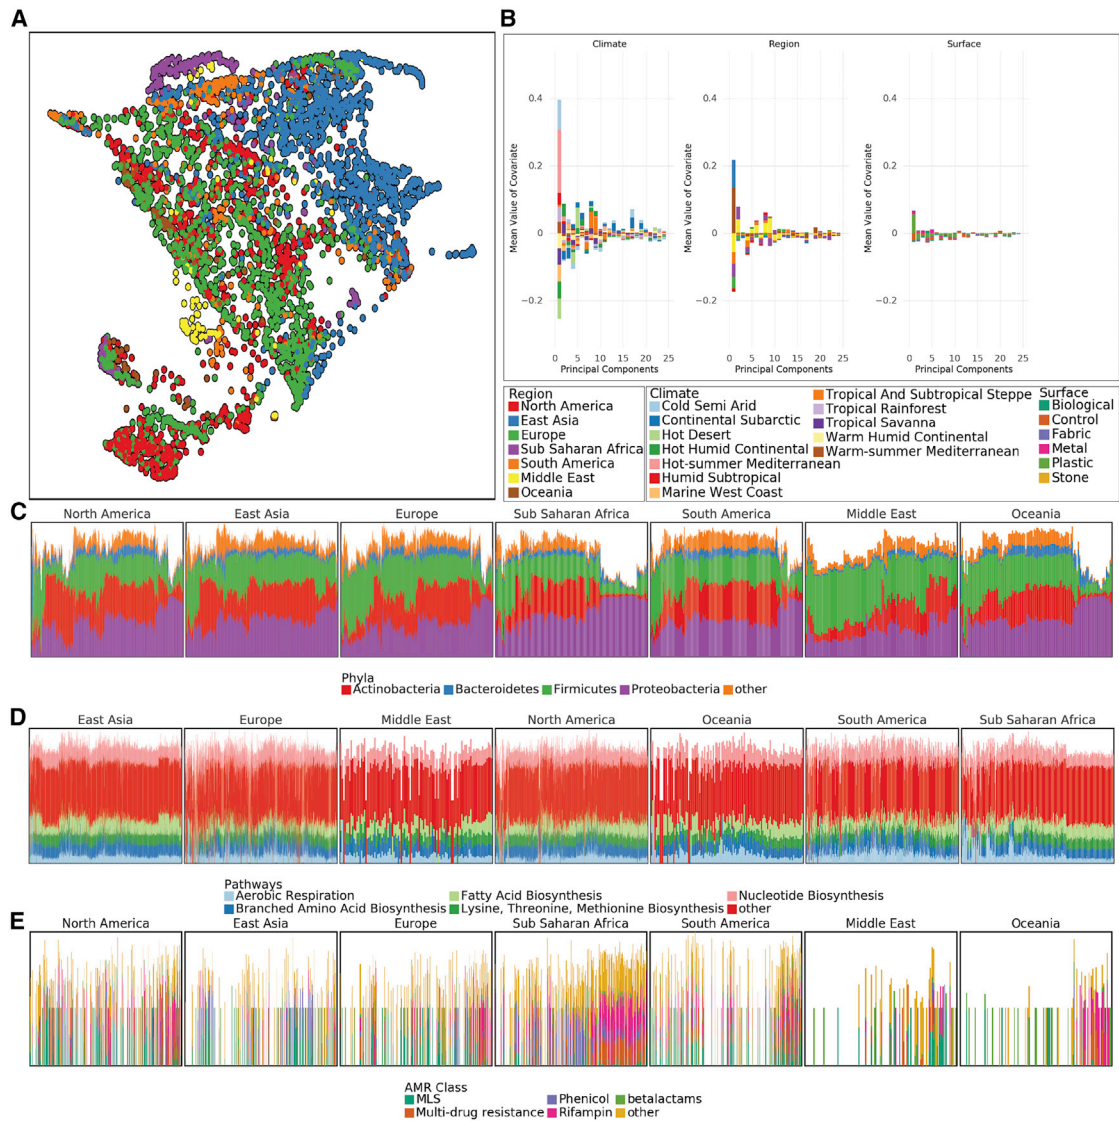 A
B
Climate
Region
Surface
Mean Value of Covariate
0.4
0.2
0
−0.2
0 5 10 15 20 25
Principal Components
Mean Value of Covariate
0.4
0.2
0
−0.2
0 5 10 15 20 25
Principal Components
Mean Value of Covariate
0.4
0.2
0
−0.2
0 5 10 15 20 25
Principal Components
Region
North America
East Asia
Europe
Sub Saharan Africa
South America
Middle East
Oceania
Climate
Cold Semi Arid
Continental Subarctic
Hot Desert
Hot Humid Continental
Hot-summer Mediterranean
Humid Subtropical
Marine West Coast
Tropical And Subtropical Steppe
Tropical Rainforest
Tropical Savanna
Warm Humid Continental
Warm-summer Mediterranean
Surface
Biological
Control
Fabric
Metal
Plastic
Stone
C
North America East Asia Europe Sub Saharan Africa South America Middle East Oceania
Phyla
Actinobacteria Bacteroidetes Firmicutes Proteobacteria other
D
East Asia Europe Middle East North America Oceania South America Sub Saharan Africa
Pathways
Aerobic Respiration Fatty Acid Biosynthesis Nucleotide Biosynthesis
Branched Amino Acid Biosynthesis Lysine, Threonine, Methionine Biosynthesis other
E
North America East Asia Europe Sub Saharan Africa South America Middle East Oceania
AMR Class
MLS Phenicol betalactams
Multi-drug resistance Rifampin other